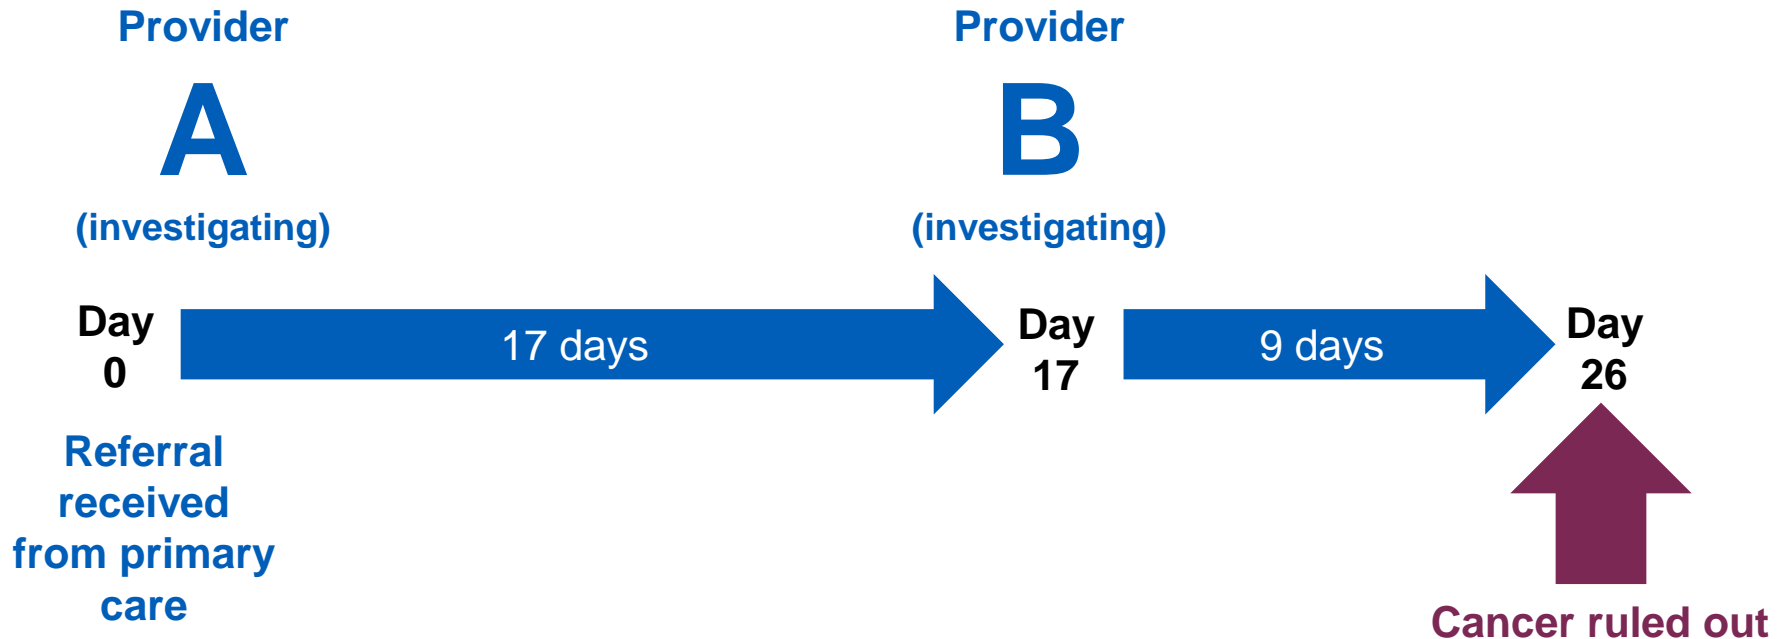 Provider
A
(investigating)
Provider
B
(investigating)
Day
0
17 days
Day
17
9 days
Day
26
Referral
received
from primary
care
Cancer ruled out